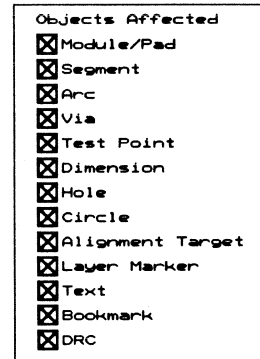 Objects Affected
Module/Pad
Segment
Arc
Via
Test Point
Dimension
Hole
Circle
Alignment Target
Layer Marker
Text
Bookmark
DRC